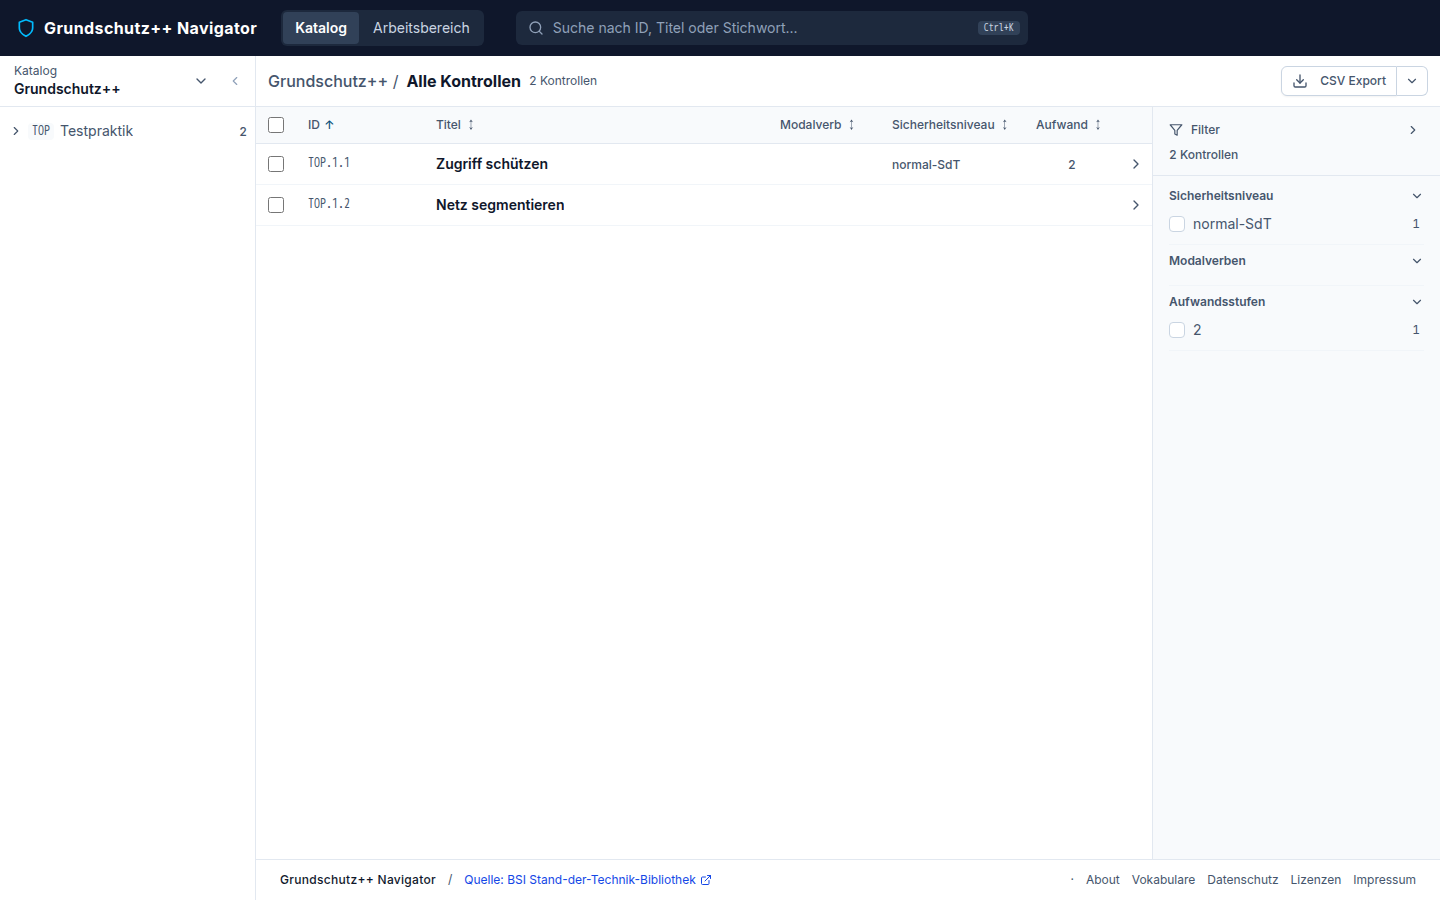 Grundschutz++ Navigator
Katalog
Arbeitsbereich
Suche nach ID, Titel oder Stichwort...
Ctrl+K
Katalog
Grundschutz++
Grundschutz++ / Alle Kontrollen 2 Kontrollen
CSV Export
TOP Testpraktik 2
ID Titel Modalverb Sicherheitsniveau Aufwand
TOP.1.1 Zugriff schützen normal-SdT 2
TOP.1.2 Netz segmentieren
Filter
2 Kontrollen
Sicherheitsniveau
normal-SdT 1
Modalverben
Aufwandsstufen
2 1
Grundschutz++ Navigator / Quelle: BSI Stand-der-Technik-Bibliothek
· About Vokabulare Datenschutz Lizenzen Impressum